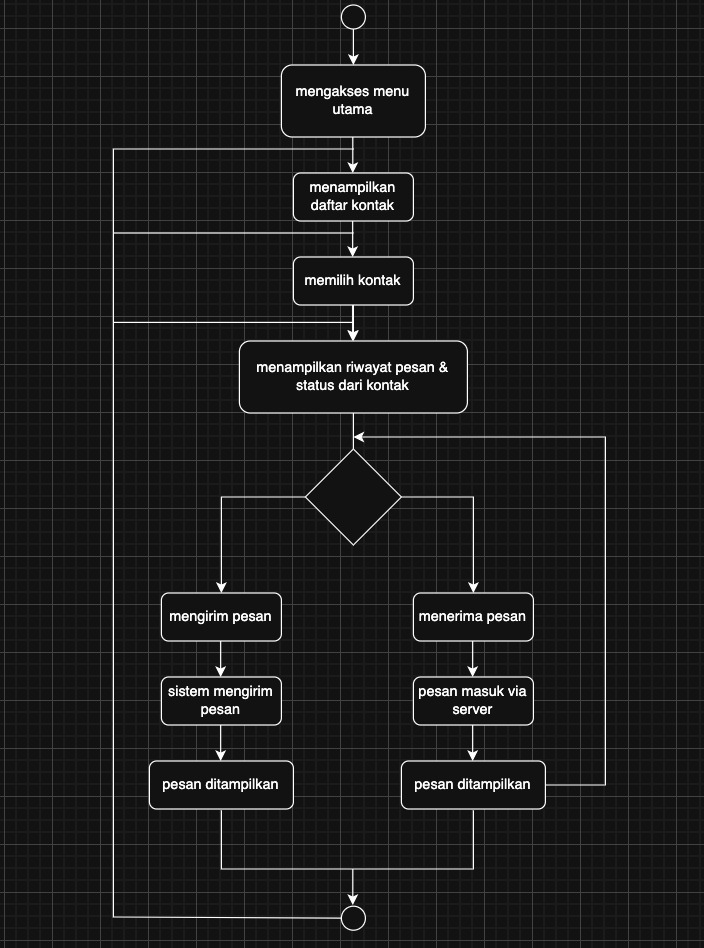 mengakses menu
utama
menampilkan
daftar kontak
memilih kontak
menampilkan riwayat pesan &
status dari kontak
mengirim pesan
menerima pesan
sistem mengirim
pesan
pesan masuk via
server
pesan ditampilkan
pesan ditampilkan